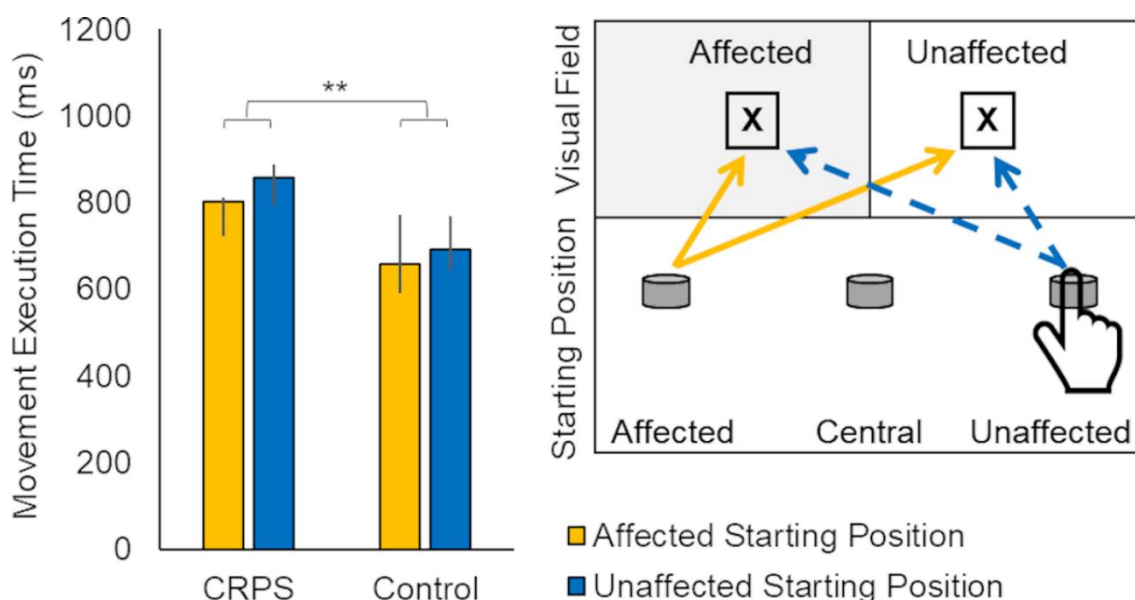 Movement Execution Time (ms)
1200
1000
800
600
400
200
0
**
CRPS
Control
Visual Field
Affected
Unaffected
X
X
Starting Position
Affected
Central
Unaffected
Affected Starting Position
Unaffected Starting Position